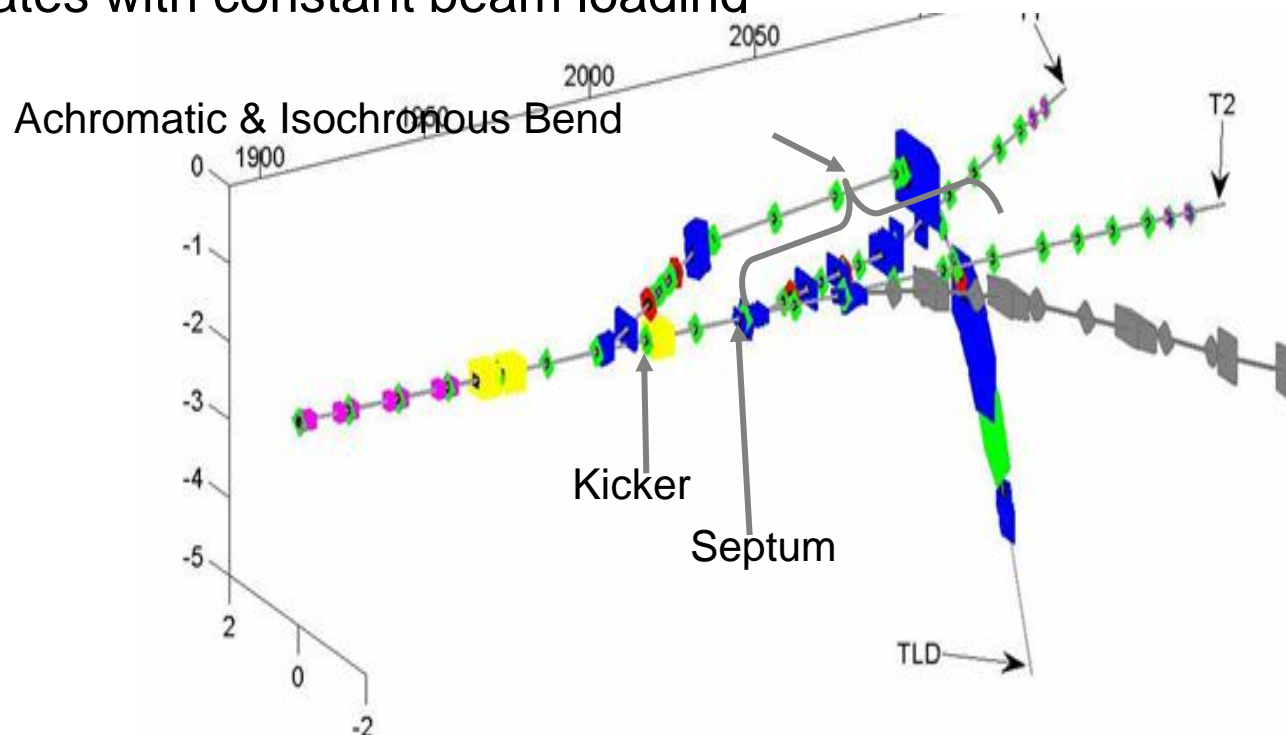 ates with constant beam loading
2050
2000
T2
Achromatic & Isochronous Bend
1950
1900
0
-1
-2
-3
-4
-5
Kicker
Septum
2
0
-2
TLD